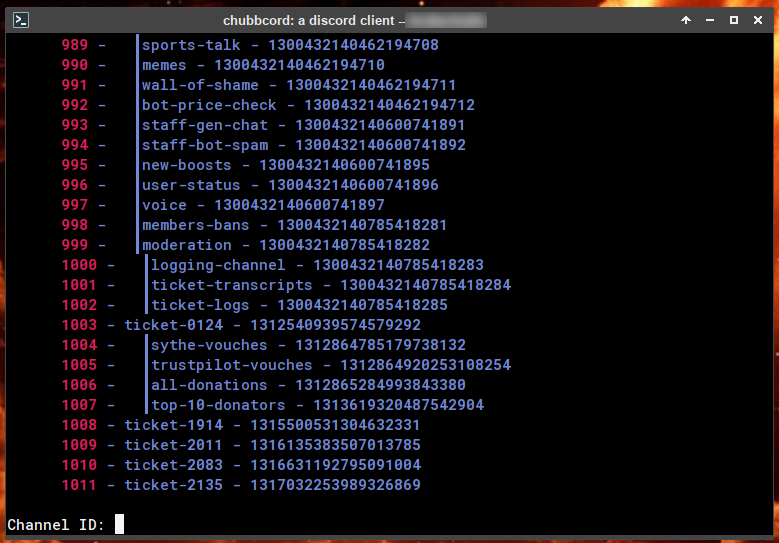 chubbcord: a discord client --
989 - sports-talk - 1300432140462194708
990 - memes - 1300432140462194710
991 - wall-of-shame - 1300432140462194711
992 - bot-price-check - 1300432140462194712
993 - staff-gen-chat - 1300432140600741891
994 - staff-bot-spam - 1300432140600741892
995 - new-boosts - 1300432140600741895
996 - user-status - 1300432140600741896
997 - voice - 1300432140600741897
998 - members-bans - 1300432140785418281
999 - moderation - 1300432140785418282
1000 - logging-channel - 1300432140785418283
1001 - ticket-transcripts - 1300432140785418284
1002 - ticket-logs - 1300432140785418285
1003 - ticket-0124 - 1312540939574579292
1004 - sythe-vouches - 1312864785179738132
1005 - trustpilot-vouches - 1312864920253108254
1006 - all-donations - 1312865284993843380
1007 - top-10-donators - 1313619320487542904
1008 - ticket-1914 - 1315500531304632331
1009 - ticket-2011 - 1316135383507013785
1010 - ticket-2083 - 1316631192795091004
1011 - ticket-2135 - 1317032253989326869
Channel ID: